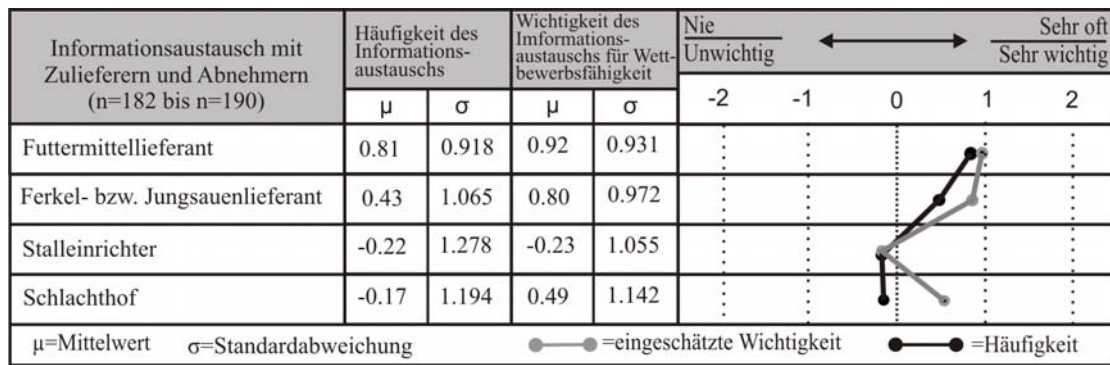 Informationsaustausch mit
Zulieferern und Abnehmern
(n=182 bis n=190)
Häufigkeit des
Informations-
austauschs
Wichtigkeit des
Imformations-
austauschs für Wett-
bewerbsfähigkeit
Nie
Unwichtig
Sehr oft
Sehr wichtig
μ σ μ σ -2 -1 0 1 2
Futtermittellieferant 0.81 0.918 0.92 0.931
Ferkel- bzw. Jungsauenlieferant 0.43 1.065 0.80 0.972
Stalleinrichter -0.22 1.278 -0.23 1.055
Schlachthof -0.17 1.194 0.49 1.142
μ=Mittelwert σ=Standardabweichung =eingeschätzte Wichtigkeit =Häufigkeit